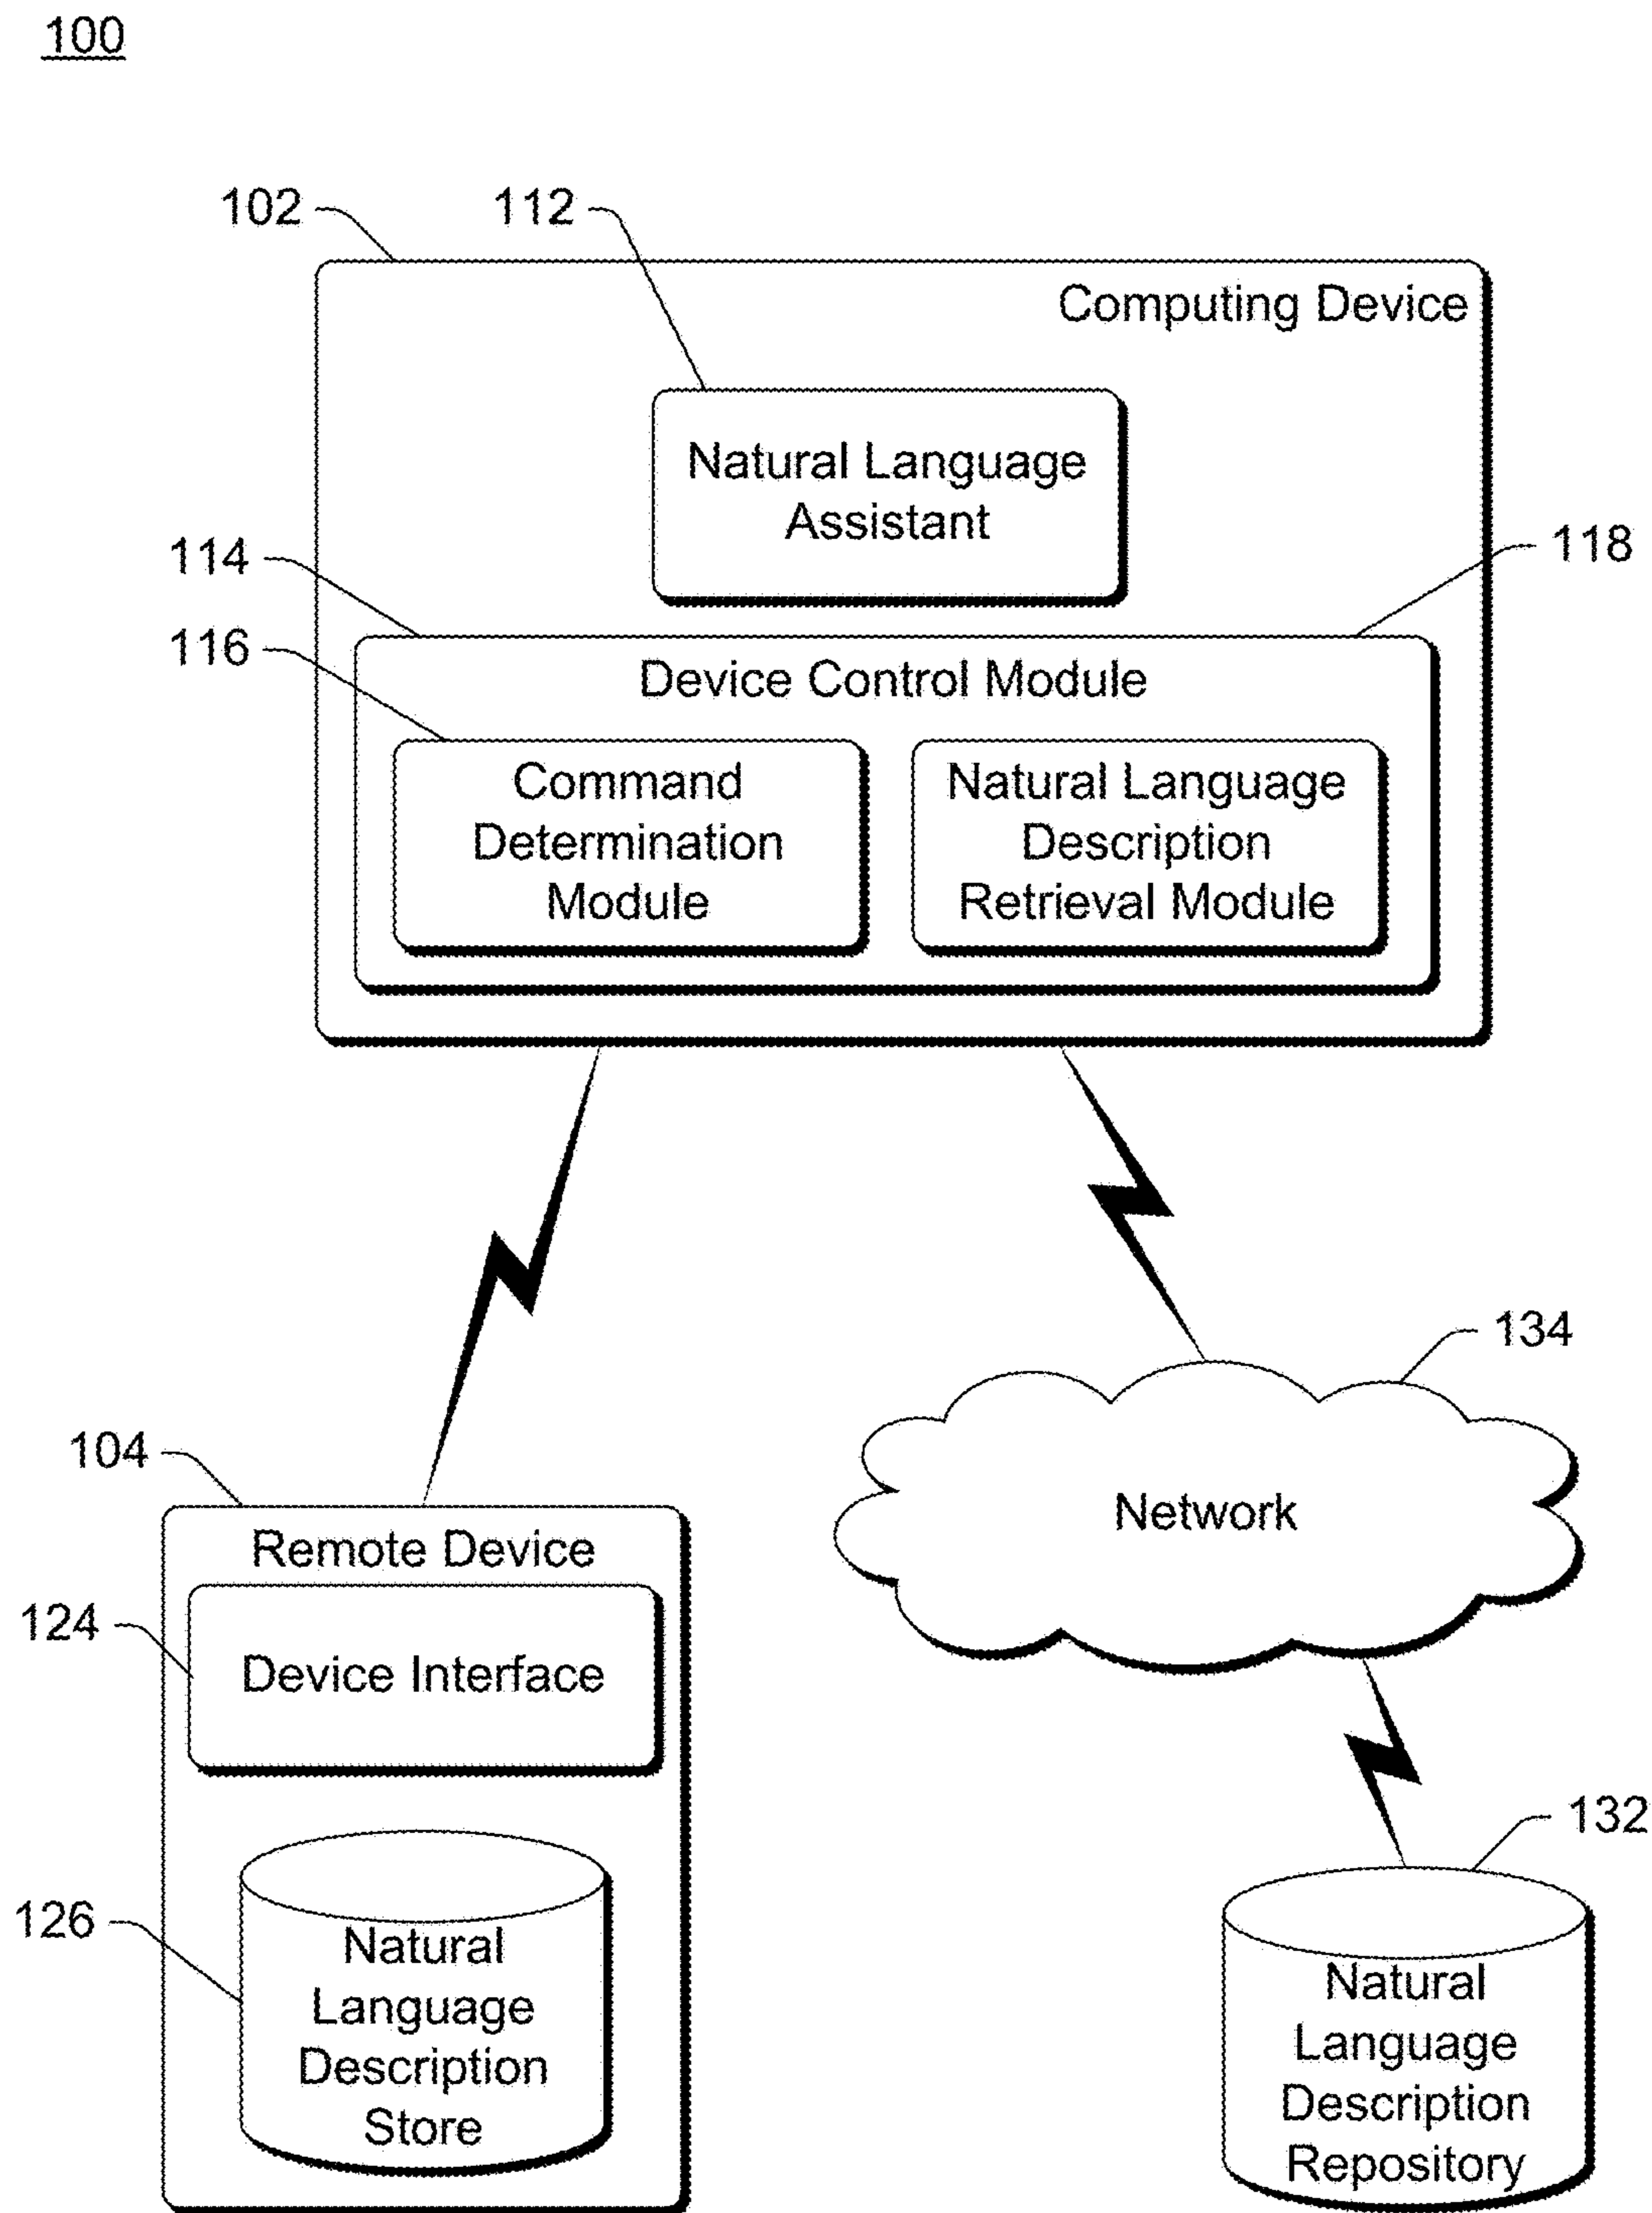 100
102
112
Computing Device
Natural Language
Assistant
114
118
116
Device Control Module
Command
Determination
Module
Natural Language
Description
Retrieval Module
134
104
Network
Remote Device
124
Device Interface
132
126
Natural
Language
Description
Store
Natural
Language
Description
Repository